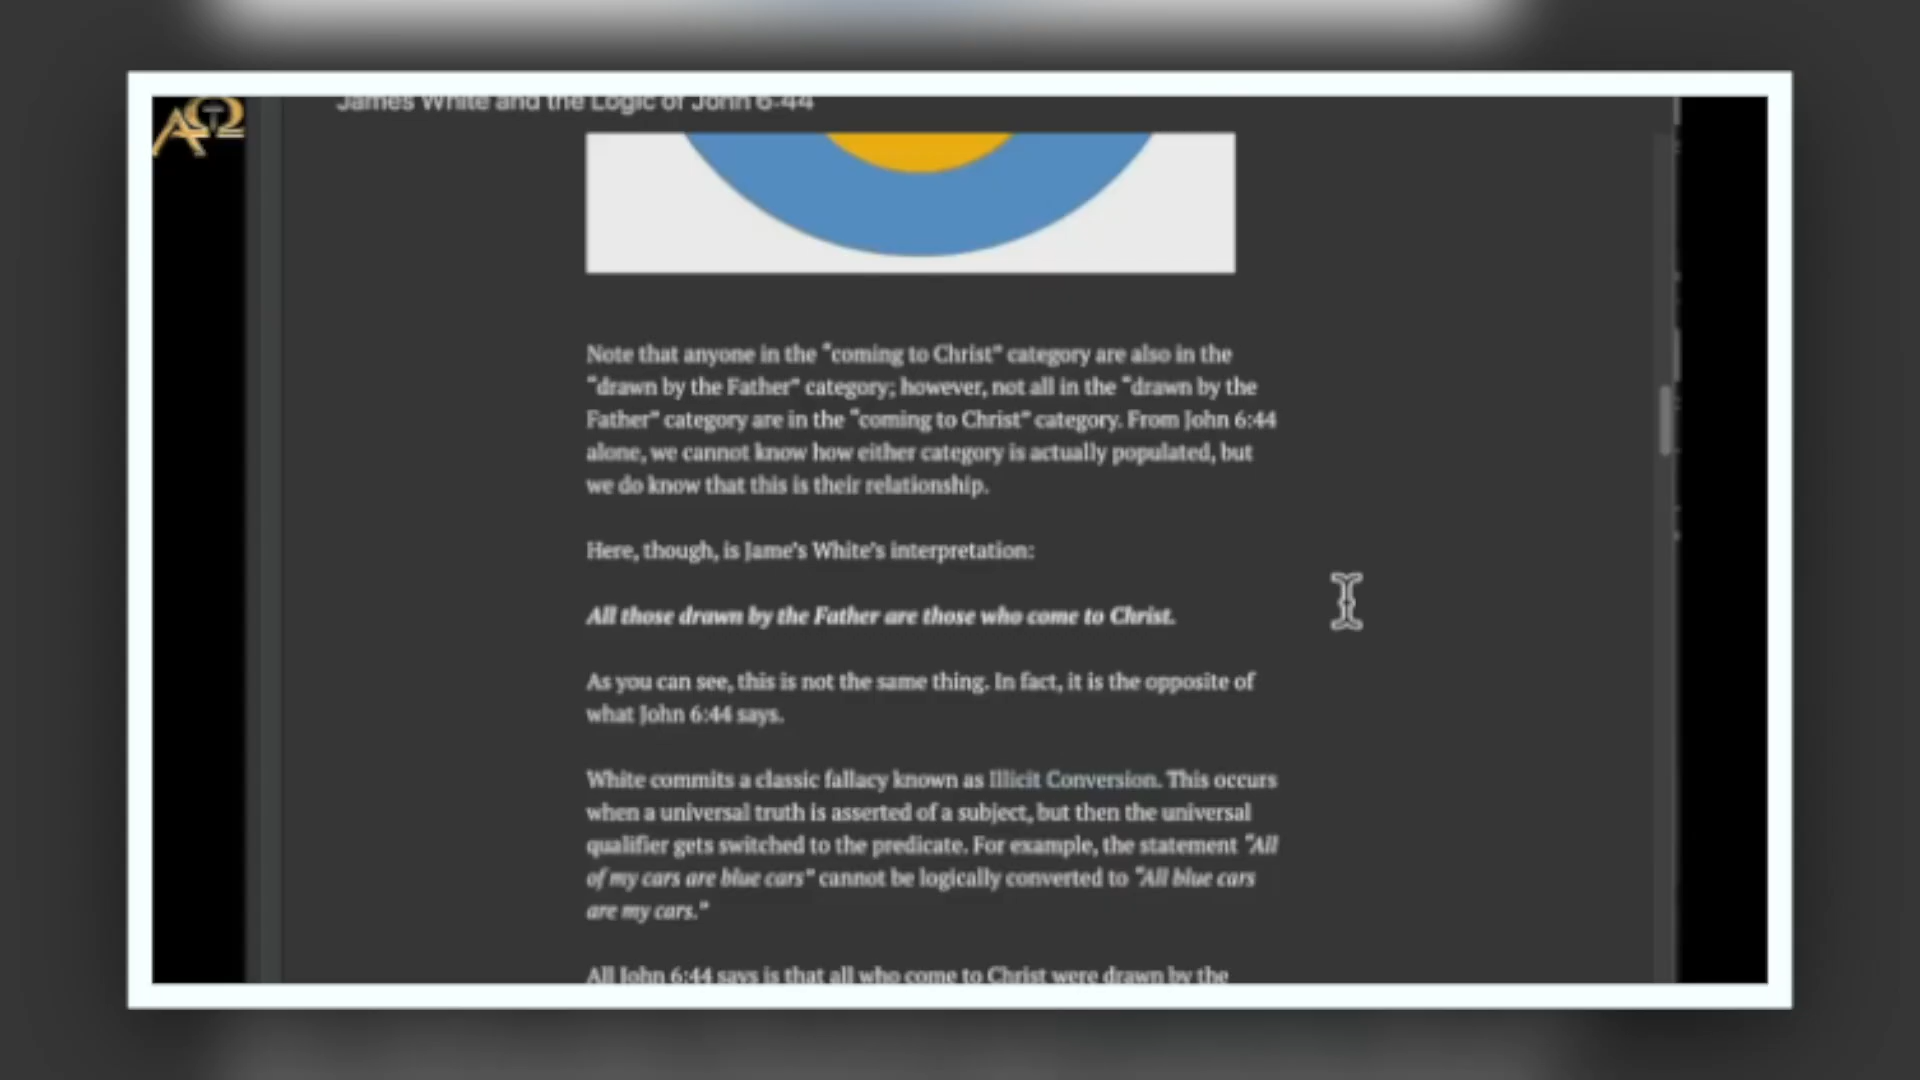 ΑΩ
James White and the Logic of John 6:44
Note that anyone in the "coming to Christ" category are also in the
"drawn by the Father" category; however, not all in the "drawn by the
Father" category are in the "coming to Christ" category. From John 6:44
alone, we cannot know how either category is actually populated, but
we do know that this is their relationship.
Here, though, is Jame's White's interpretation:
All those drawn by the Father are those who come to Christ.
As you can see, this is not the same thing. In fact, it is the opposite of
what John 6:44 says.
White commits a classic fallacy known as Illicit Conversion. This occurs
when a universal truth is asserted of a subject, but then the universal
qualifier gets switched to the predicate. For example, the statement "All
of my cars are blue cars" cannot be logically converted to "All blue cars
are my cars."
All John 6:44 says is that all who come to Christ were drawn by the